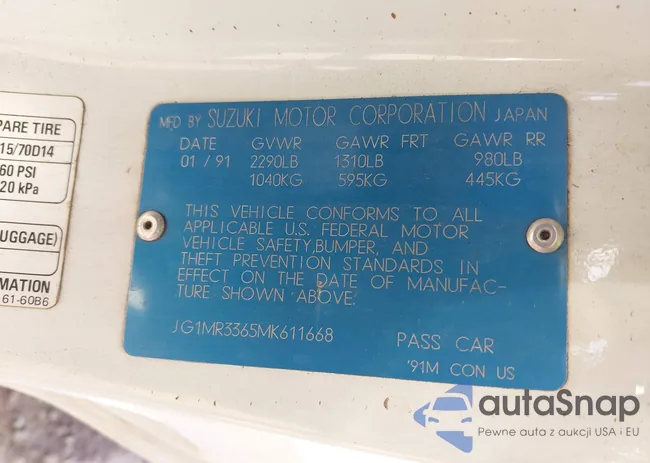 PARE TIRE
15/70D14
60 PSI
20 kPa
UGGAGE)
MATION
61-60B6
MFD BY SUZUKI MOTOR CORPORATION JAPAN
DATE GVWR GAWR FRT GAWR RR
01 / 91 2290LB 1310LB 980LB
1040KG 595KG 445KG
THIS VEHICLE CONFORMS TO ALL
APPLICABLE U.S. FEDERAL MOTOR
VEHICLE SAFETY,BUMPER, AND
THEFT PREVENTION STANDARDS IN
EFFECT ON THE DATE OF MANUFAC-
TURE SHOWN ABOVE.
JG1MR3365MK611668
PASS CAR
'91M CON US
autoSnap
Pewne auta z aukcji USA i EU